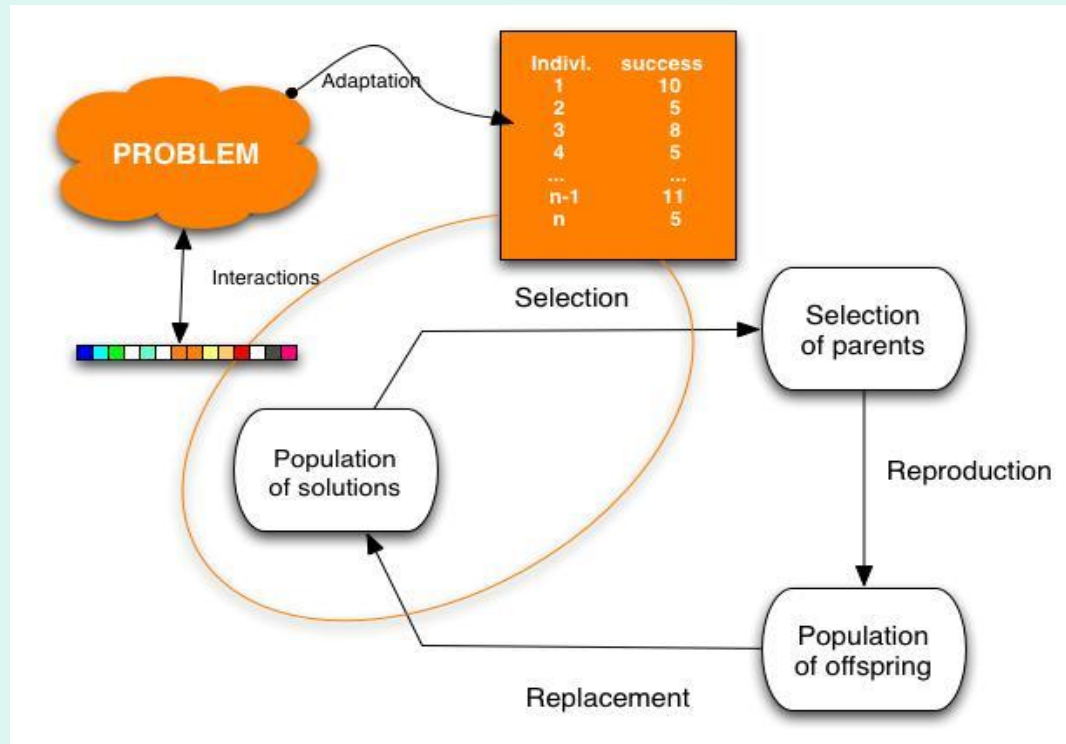 Adaptation
PROBLEM
Indivi. success
1 10
2 5
3 8
4 5
... ...
n-1 11
n 5
Interactions
Selection
Selection
of parents
Population
of solutions
Reproduction
Population
of offspring
Replacement